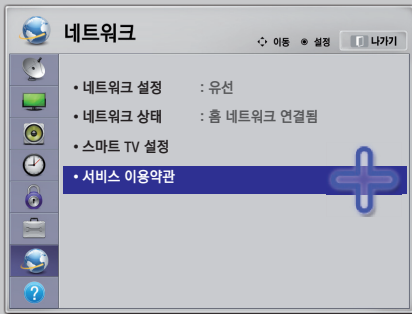 네트워크
이동 설정 나가기
• 네트워크 설정 : 유선
• 네트워크 상태 : 홈 네트워크 연결됨
• 스마트 TV 설정
• 서비스 이용약관
?